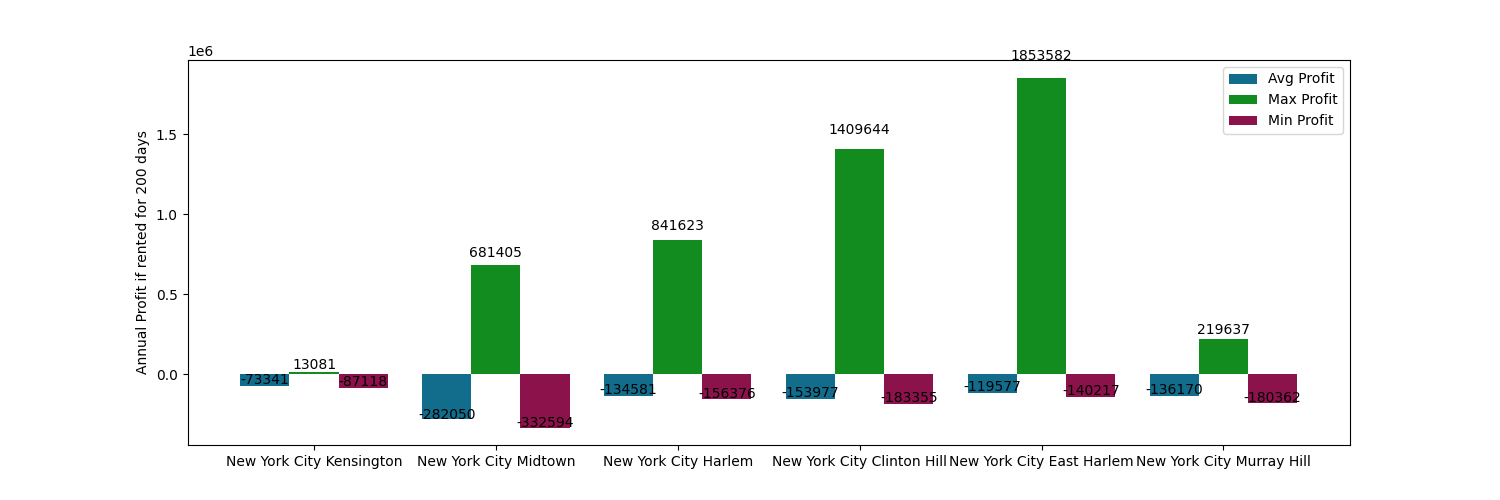 1e6
1853582
Avg Profit
Max Profit
Min Profit
1.5
1409644
1.0
841623
681405
0.5
219637
13081
0.0
-73341
-87118
-282050
-332594
-134581
-156376
-153977
-183355
-119577
-140217
-136170
-180362
Annual Profit if rented for 200 days
New York City Kensington
New York City Midtown
New York City Harlem
New York City Clinton Hill
New York City East Harlem
New York City Murray Hill